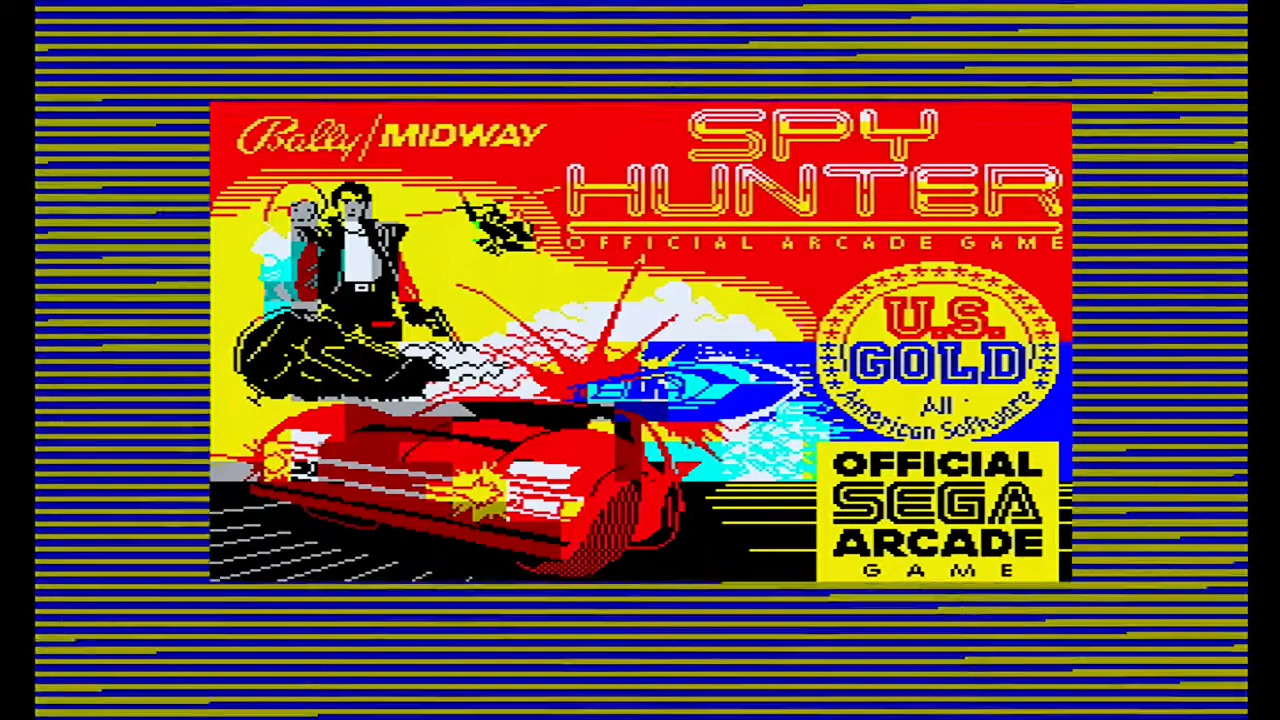 Bally/MIDWAY
SPY
HUNTER
OFFICIAL ARCADE GAME
U.S.
GOLD
All
American Software
OFFICIAL
SEGA
ARCADE
GAME